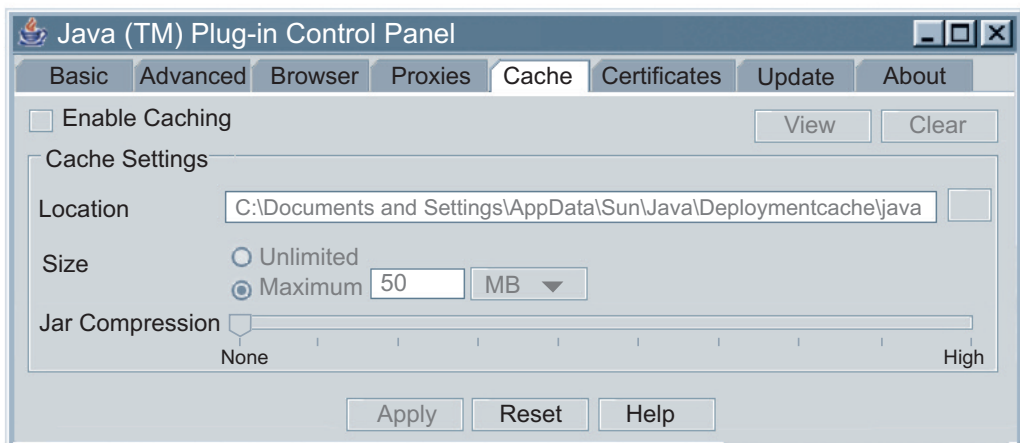 Java (TM) Plug-in Control Panel
Basic Advanced Browser Proxies Cache Certificates Update About
Enable Caching View Clear
Cache Settings
Location C:\Documents and Settings\AppData\Sun\Java\Deploymentcache\java
Size Unlimited
Maximum 50 MB
Jar Compression
None High
Apply Reset Help